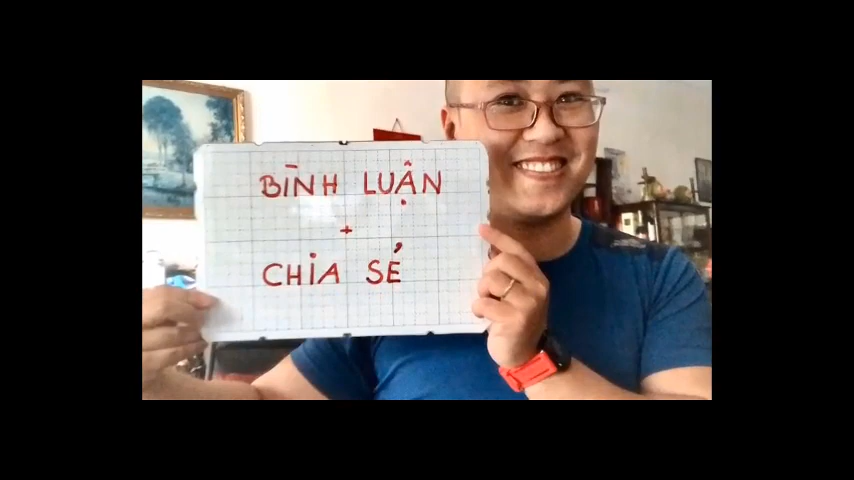 BÌNH LUẬN
+
CHIA SẺ